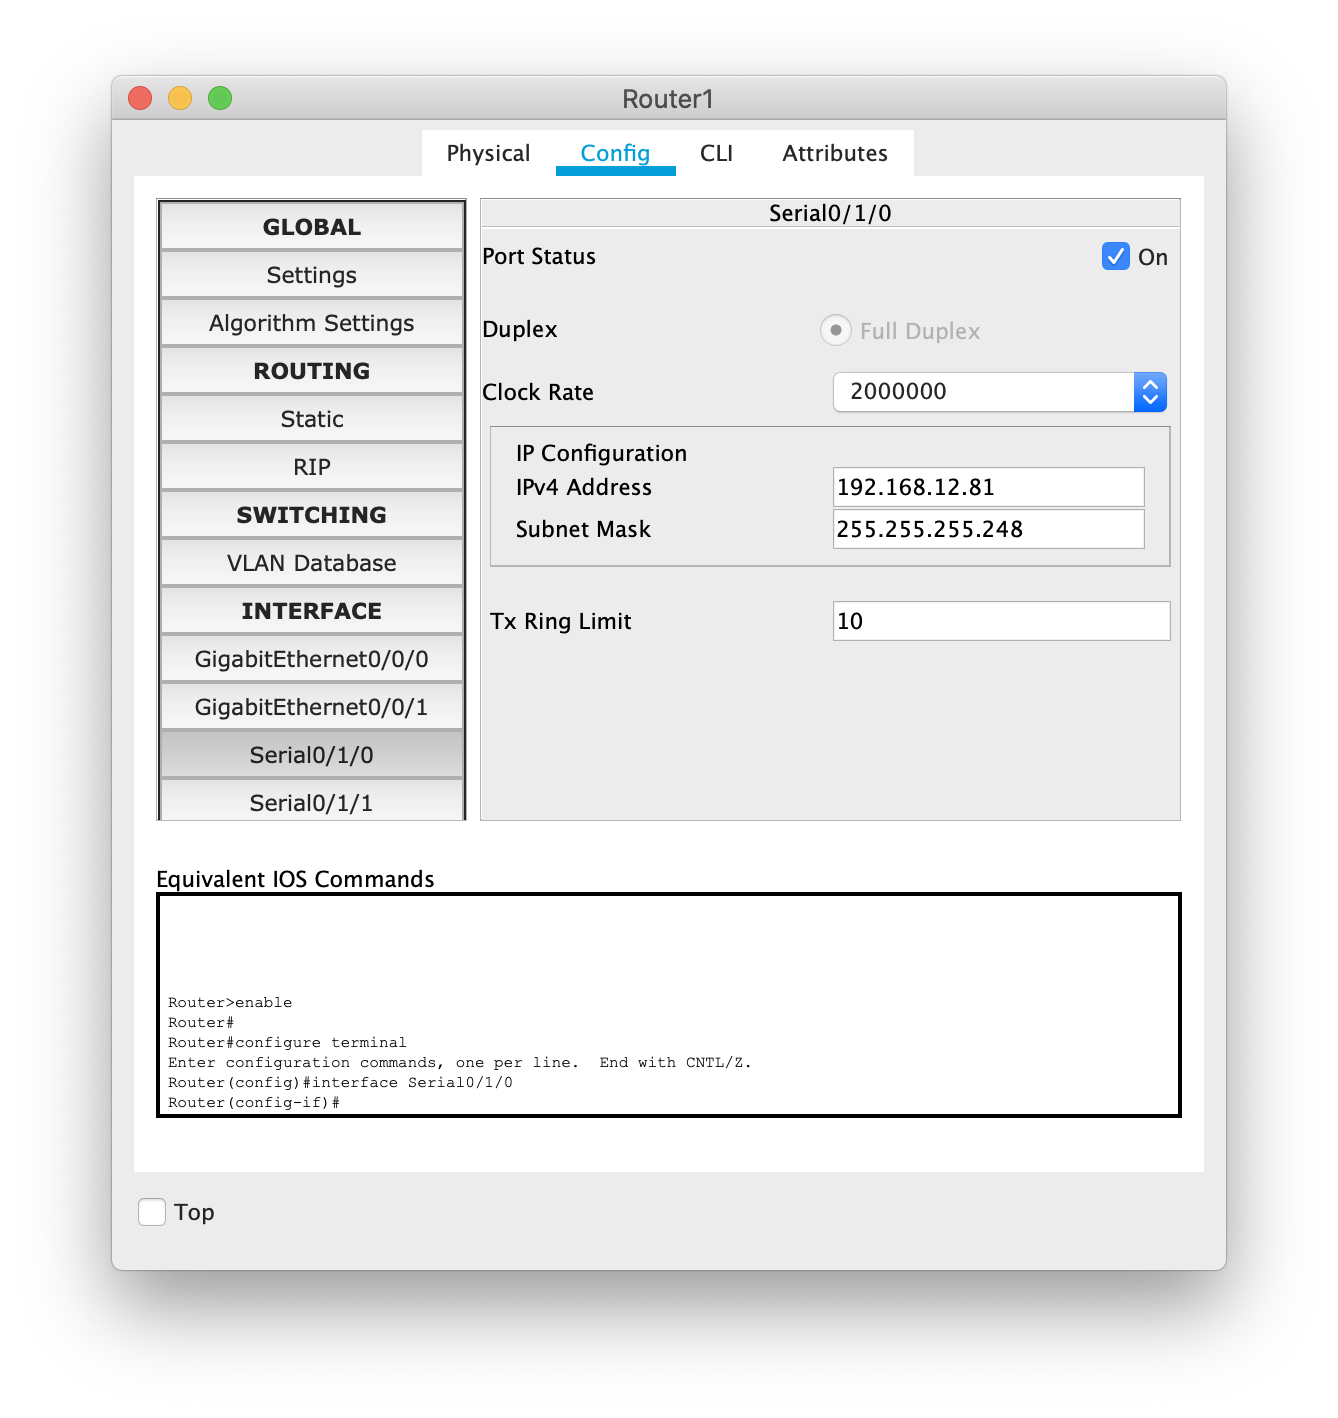 Router1
Physical Config CLI Attributes
GLOBAL
Settings
Algorithm Settings
ROUTING
Static
RIP
SWITCHING
VLAN Database
INTERFACE
GigabitEthernet0/0/0
GigabitEthernet0/0/1
Serial0/1/0
Serial0/1/1
Serial0/1/0
Port Status On
Duplex Full Duplex
Clock Rate 2000000
IP Configuration
IPv4 Address 192.168.12.81
Subnet Mask 255.255.255.248
Tx Ring Limit 10
Equivalent IOS Commands
Router>enable
Router#
Router#configure terminal
Enter configuration commands, one per line.  End with CNTL/Z.
Router(config)#interface Serial0/1/0
Router(config-if)#
Top